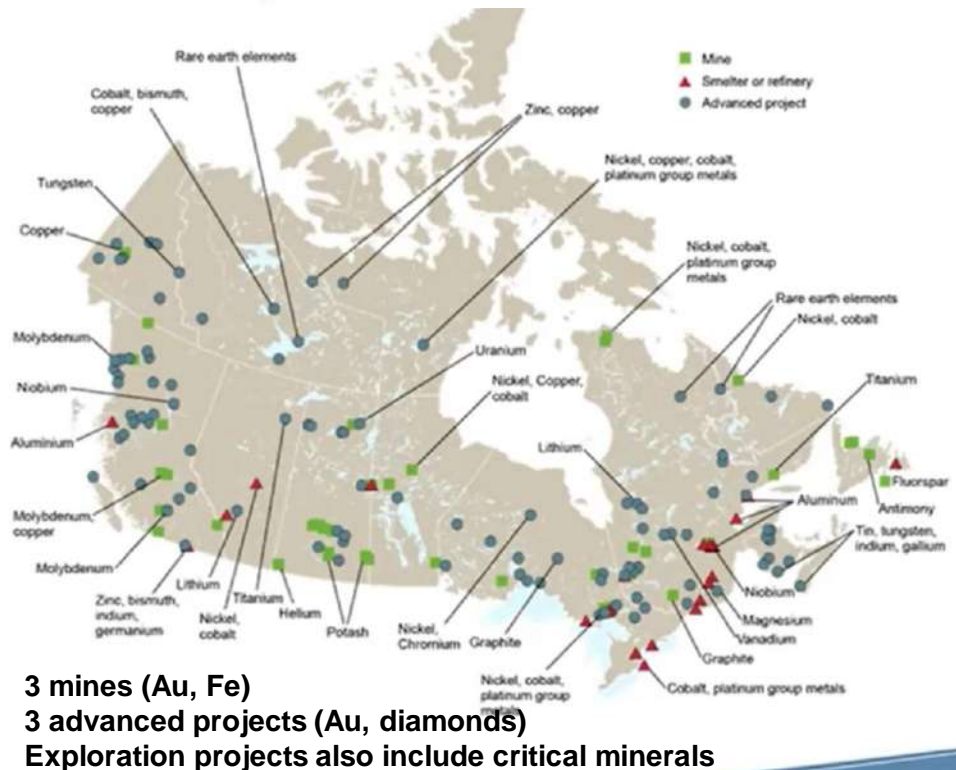 Rare earth elements
Mine
Smelter or refinery
Advanced project
Cobalt, bismuth,
copper
Zinc, copper
Nickel, copper, cobalt,
platinum group metals
Tungsten
Copper
Nickel, cobalt,
platinum group
metals
Rare earth elements
Nickel, cobalt
Molybdenum
Uranium
Nickel, Copper,
cobalt
Titanium
Niobium
Aluminium
Lithium
Fluorspar
Antimony
Aluminum
Molybdenum,
copper
Tin, tungsten,
indium, gallium
Molybdenum
Zinc, bismuth,
indium,
germanium
Lithium
Nickel,
cobalt
Titanium
Helium
Potash
Nickel,
Chromium
Graphite
Niobium
Magnesium
Vanadium
Graphite
Nickel, cobalt,
platinum group
metals
Cobalt, platinum group metals
3 mines (Au, Fe)
3 advanced projects (Au, diamonds)
Exploration projects also include critical minerals